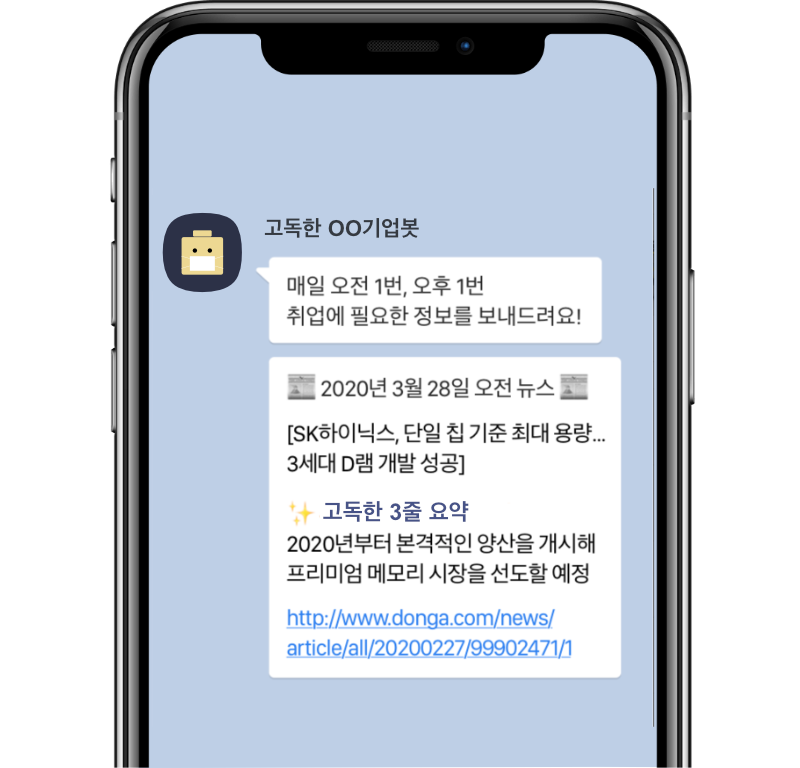 고독한 OO기업봇
매일 오전 1번, 오후 1번
취업에 필요한 정보를 보내드려요!
2020년 3월 28일 오전 뉴스
[SK하이닉스, 단일 칩 기준 최대 용량...
3세대 D램 개발 성공]
✨ 고독한 3줄 요약
2020년부터 본격적인 양산을 개시해
프리미엄 메모리 시장을 선도할 예정
http://www.donga.com/news/
article/all/20200227/99902471/1